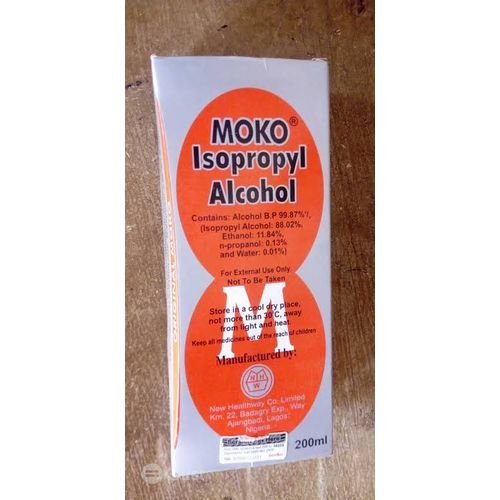 MOKO®
Isopropyl
Alcohol
Contains: Alcohol B.P 99.87%v/v
(Isopropyl Alcohol: 88.02%,
Ethanol: 11.84%,
n-propanol: 0.13%
and Water: 0.01%)
For External Use Only
Not To Be Taken
M
Store in a cool dry place,
not more than 30°C, away
from light and heat.
Keep all medicines out of the reach of children
Manufactured by:
N H
W
New Healthway Co. Limited
Km. 22, Badagry Exp. Way
Ajangbadi, Lagos,
Nigeria.
200ml